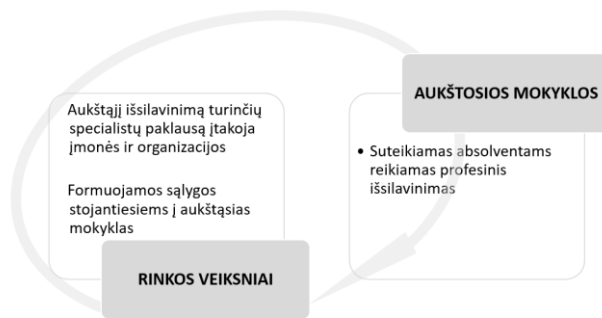 Aukštąjį išsilavinimą turinčių
specialistų paklausą įtakoja
įmonės ir organizacijos
Formuojamos sąlygos
stojantiesiems į aukštąsias
mokyklas
RINKOS VEIKSNIAI
AUKŠTOSIOS MOKYKLOS
• Suteikiamas absolventams
reikiamas profesinis
išsilavinimas